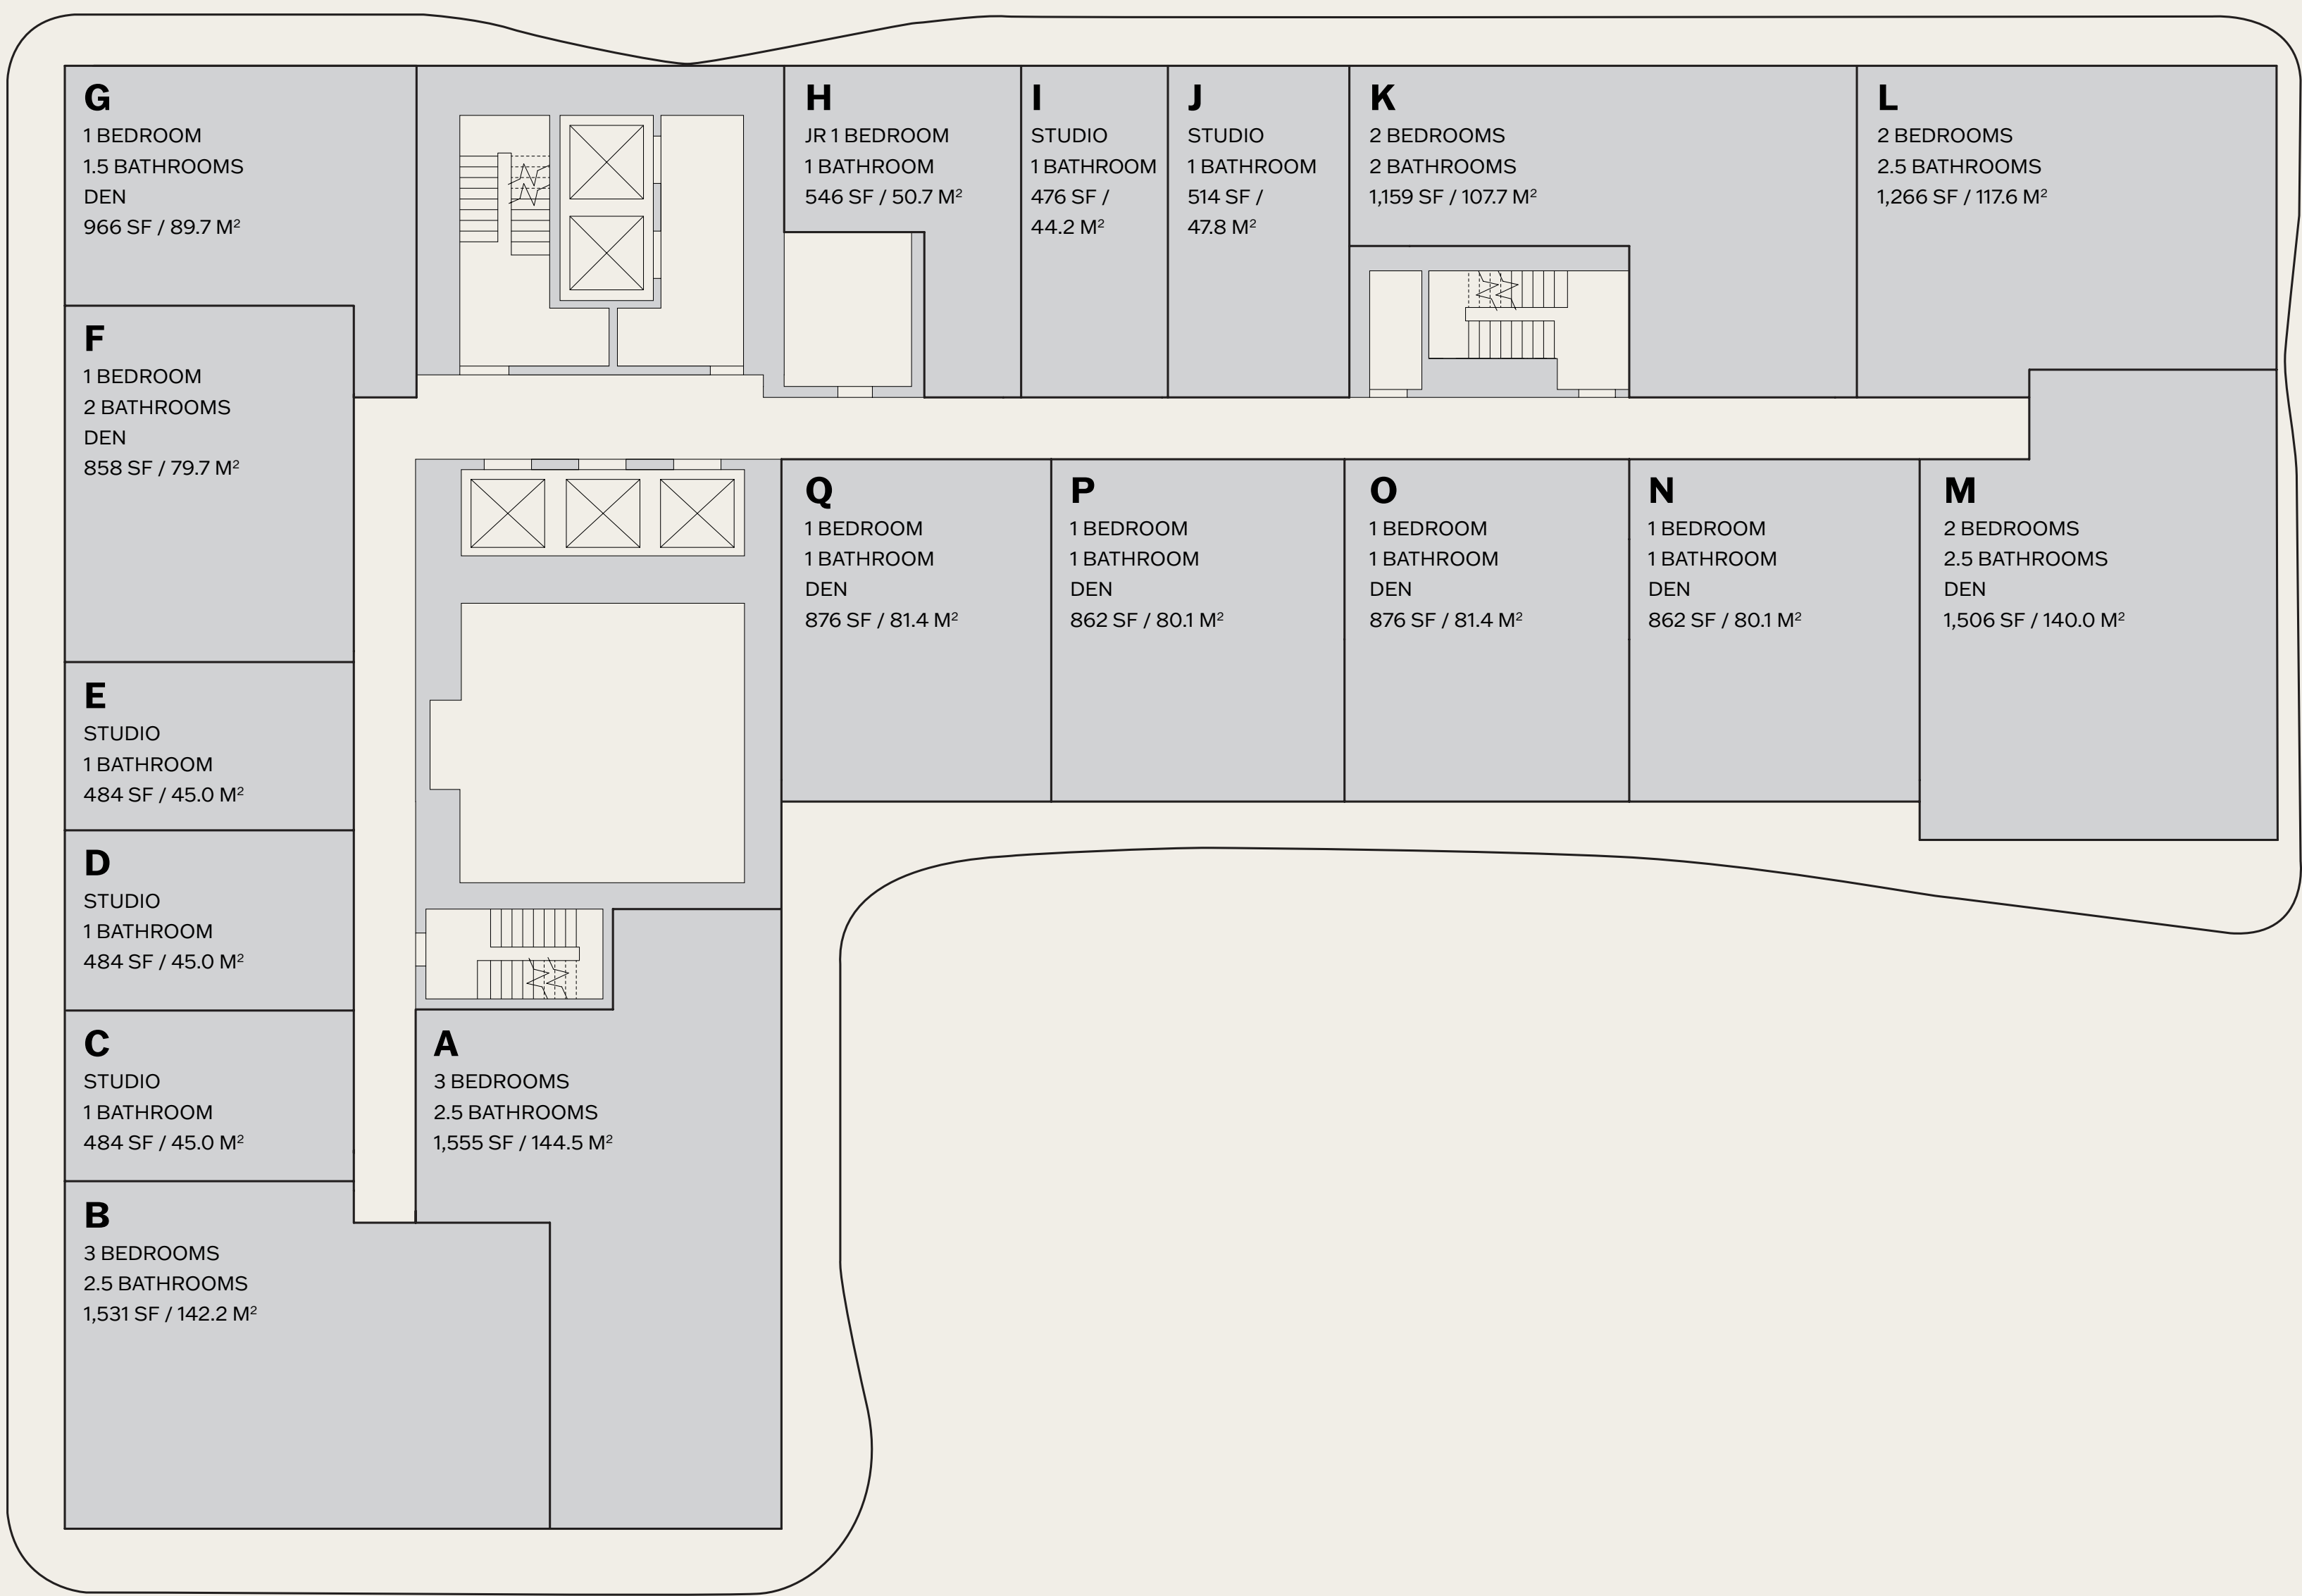 G
1 BEDROOM
1.5 BATHROOMS
DEN
966 SF / 89.7 M²
H
JR 1 BEDROOM
1 BATHROOM
546 SF / 50.7 M²
I
STUDIO
1 BATHROOM
476 SF /
44.2 M²
J
STUDIO
1 BATHROOM
514 SF /
47.8 M²
K
2 BEDROOMS
2 BATHROOMS
1,159 SF / 107.7 M²
L
2 BEDROOMS
2.5 BATHROOMS
1,266 SF / 117.6 M²
F
1 BEDROOM
2 BATHROOMS
DEN
858 SF / 79.7 M²
Q
1 BEDROOM
1 BATHROOM
DEN
876 SF / 81.4 M²
P
1 BEDROOM
1 BATHROOM
DEN
862 SF / 80.1 M²
O
1 BEDROOM
1 BATHROOM
DEN
876 SF / 81.4 M²
N
1 BEDROOM
1 BATHROOM
DEN
862 SF / 80.1 M²
M
2 BEDROOMS
2.5 BATHROOMS
DEN
1,506 SF / 140.0 M²
E
STUDIO
1 BATHROOM
484 SF / 45.0 M²
D
STUDIO
1 BATHROOM
484 SF / 45.0 M²
C
STUDIO
1 BATHROOM
484 SF / 45.0 M²
A
3 BEDROOMS
2.5 BATHROOMS
1,555 SF / 144.5 M²
B
3 BEDROOMS
2.5 BATHROOMS
1,531 SF / 142.2 M²